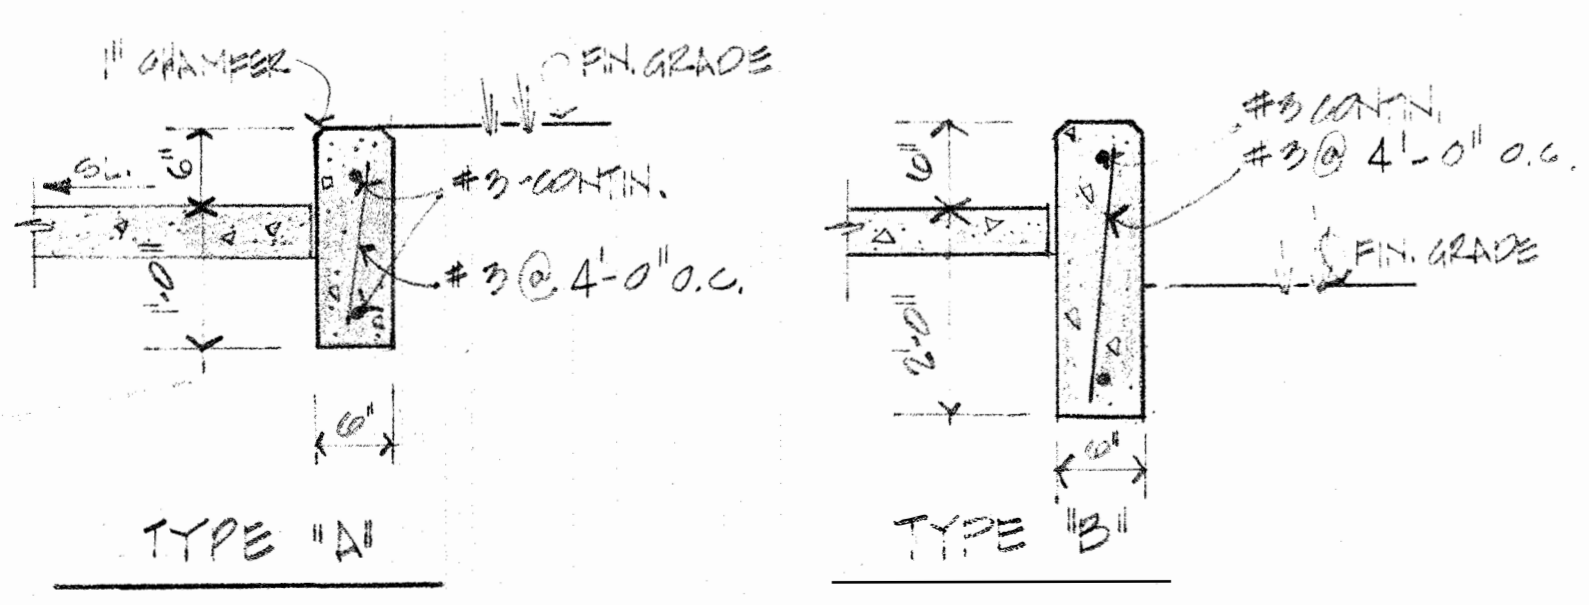 1" CHAMFER
FIN. GRADE
SL.
6"
#3-CONTIN.
1'-0"
#3 @ 4'-0" O.C.
6"
TYPE "A"
#3 CONTIN.
#3 @ 4'-0" O.C.
6"
FIN. GRADE
2'-0"
6"
TYPE "B"